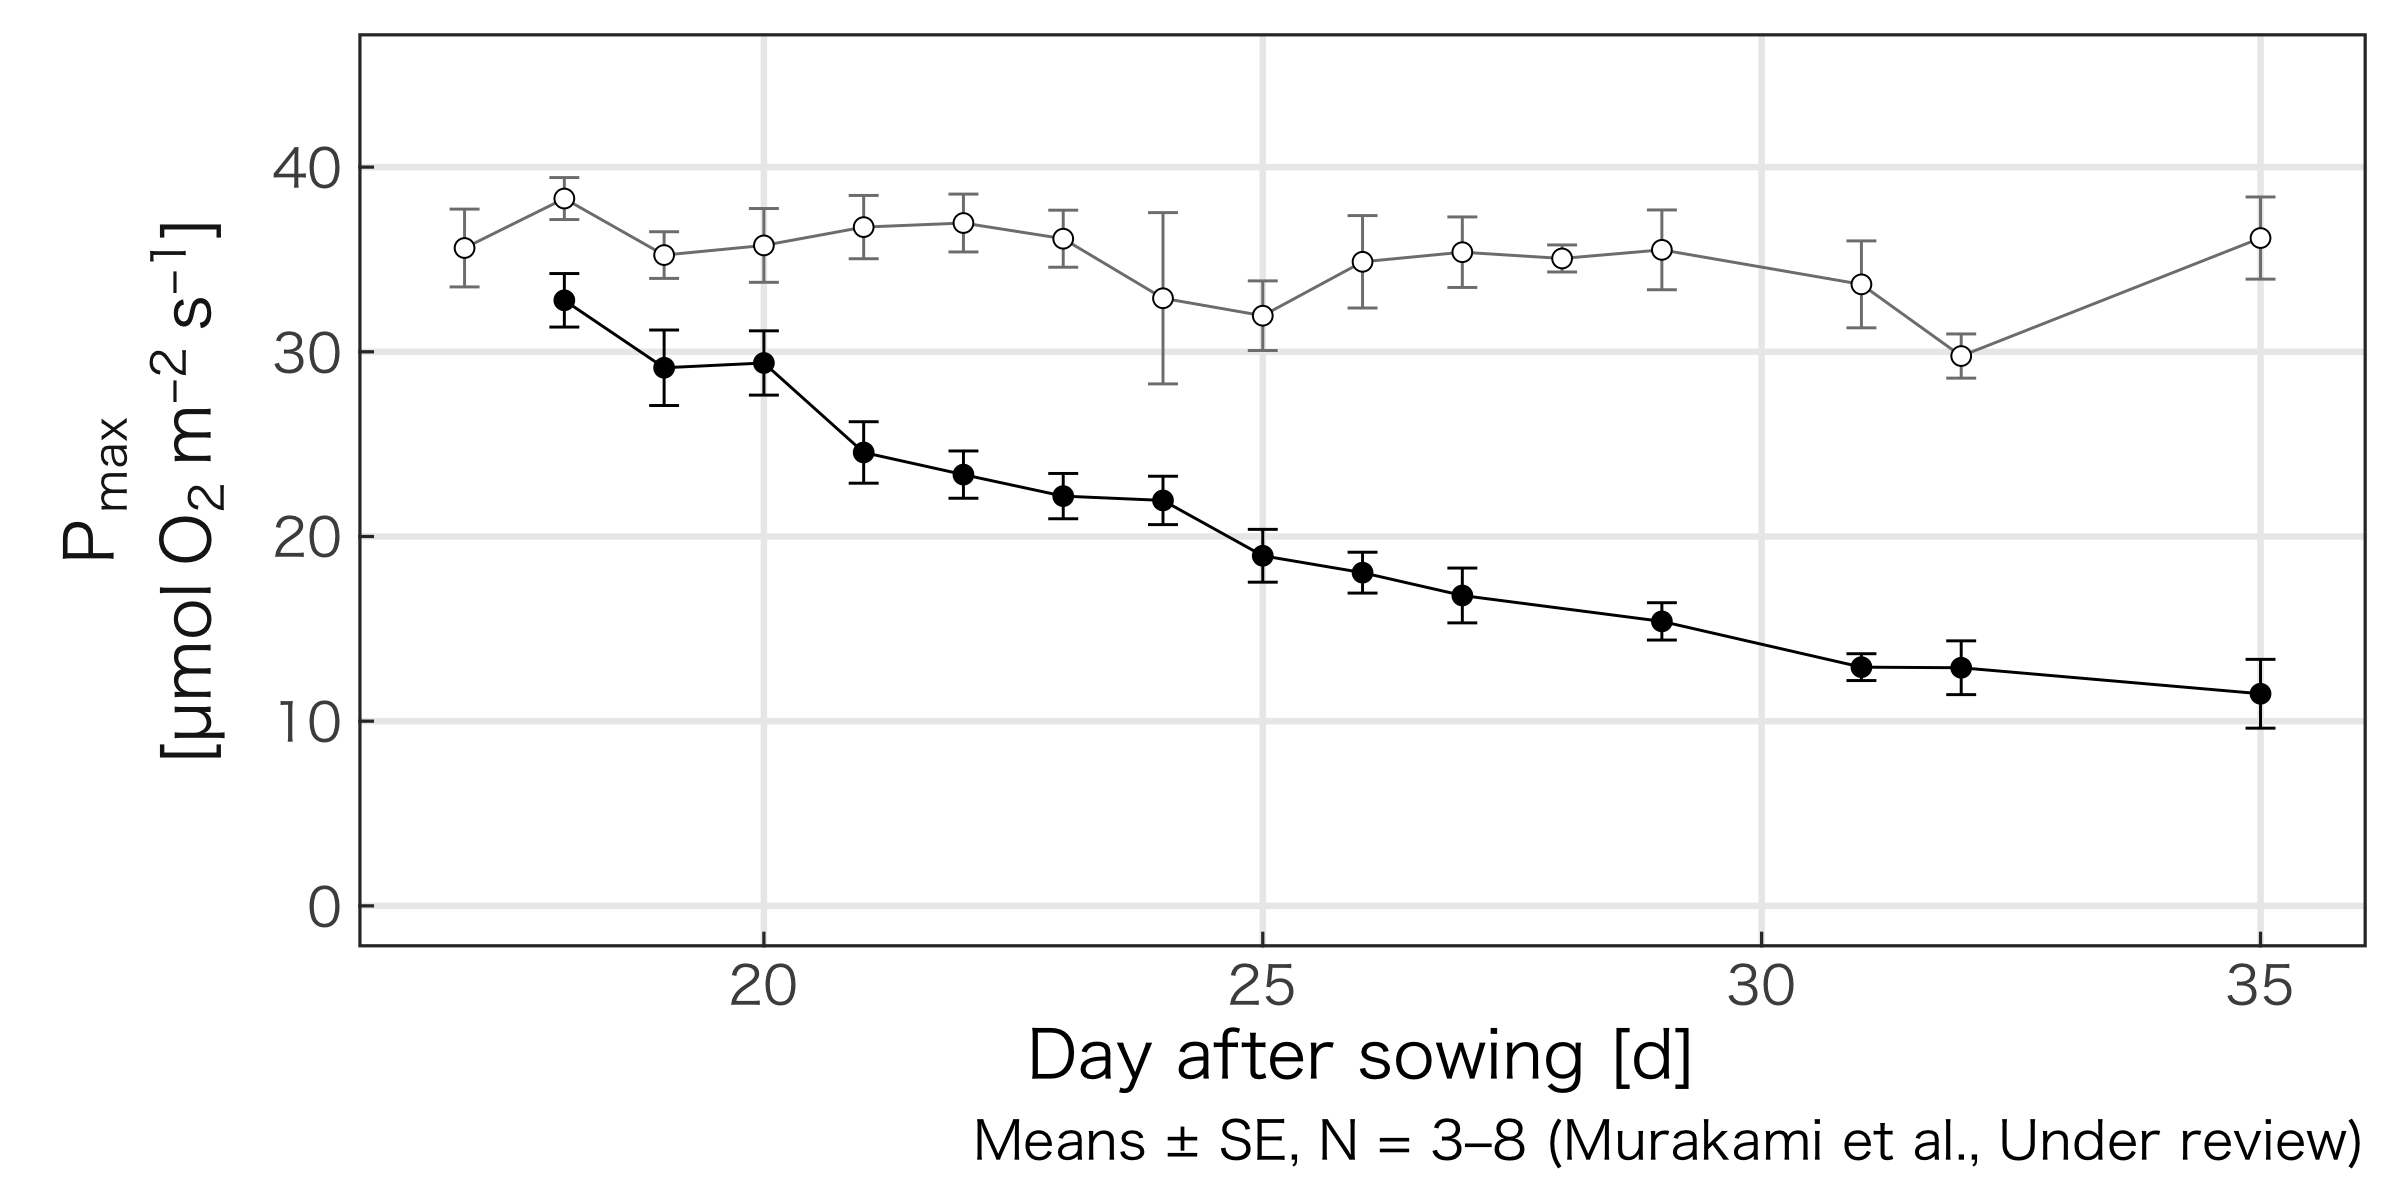 P max
[μmol O₂ m⁻² s⁻¹]
40
30
20
10
0
20 25 30 35
Day after sowing [d]
Means ± SE, N = 3–8 (Murakami et al., Under review)